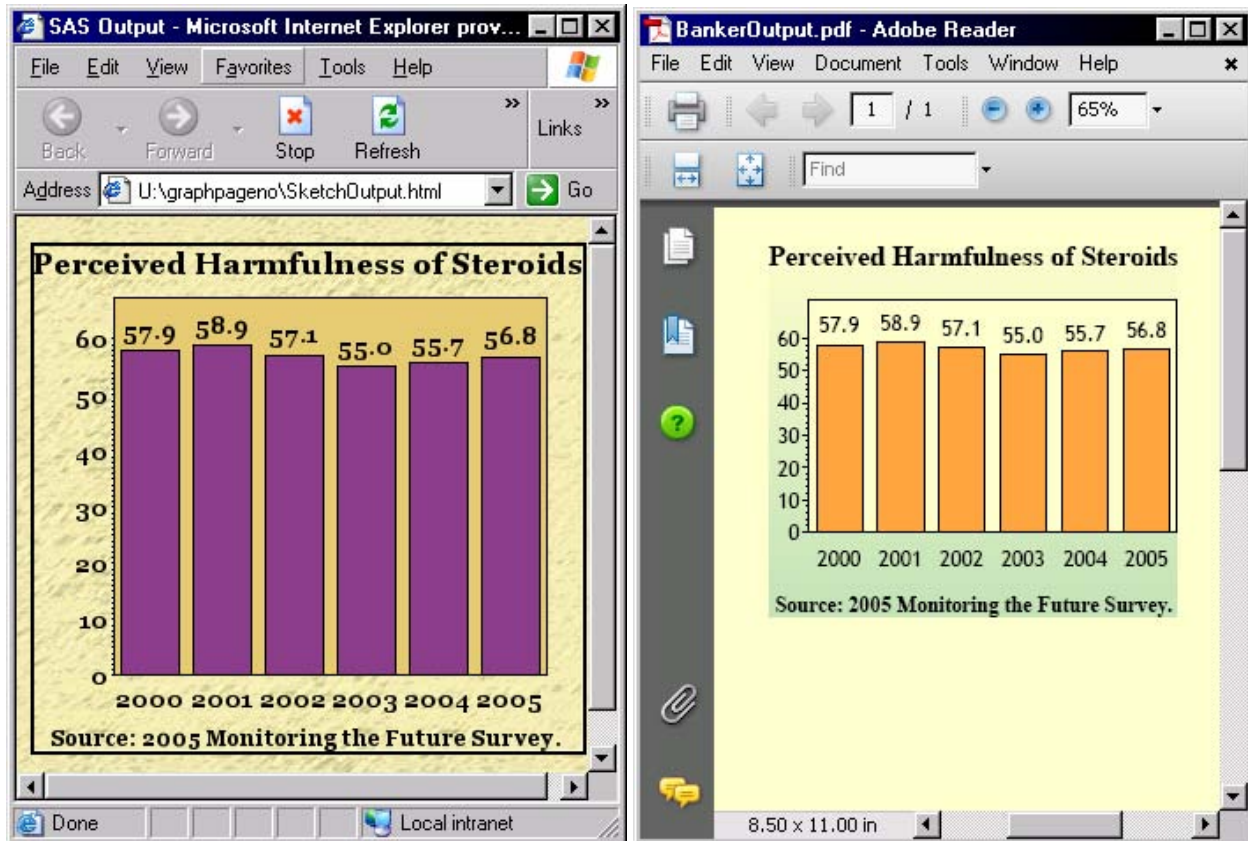 SAS Output - Microsoft Internet Explorer prov...
File Edit View Favorites Tools Help
Back Forward Stop Refresh » Links »
Address U:\graphpageno\SketchOutput.html Go
Perceived Harmfulness of Steroids
57.9 58.9 57.1 55.0 55.7 56.8
60
50
40
30
20
10
0
2000 2001 2002 2003 2004 2005
Source: 2005 Monitoring the Future Survey.
Done Local intranet
BankerOutput.pdf - Adobe Reader
File Edit View Document Tools Window Help
1 / 1 65%
Find
Perceived Harmfulness of Steroids
57.9 58.9 57.1 55.0 55.7 56.8
60
50
40
30
20
10
0
2000 2001 2002 2003 2004 2005
Source: 2005 Monitoring the Future Survey.
8.50 x 11.00 in